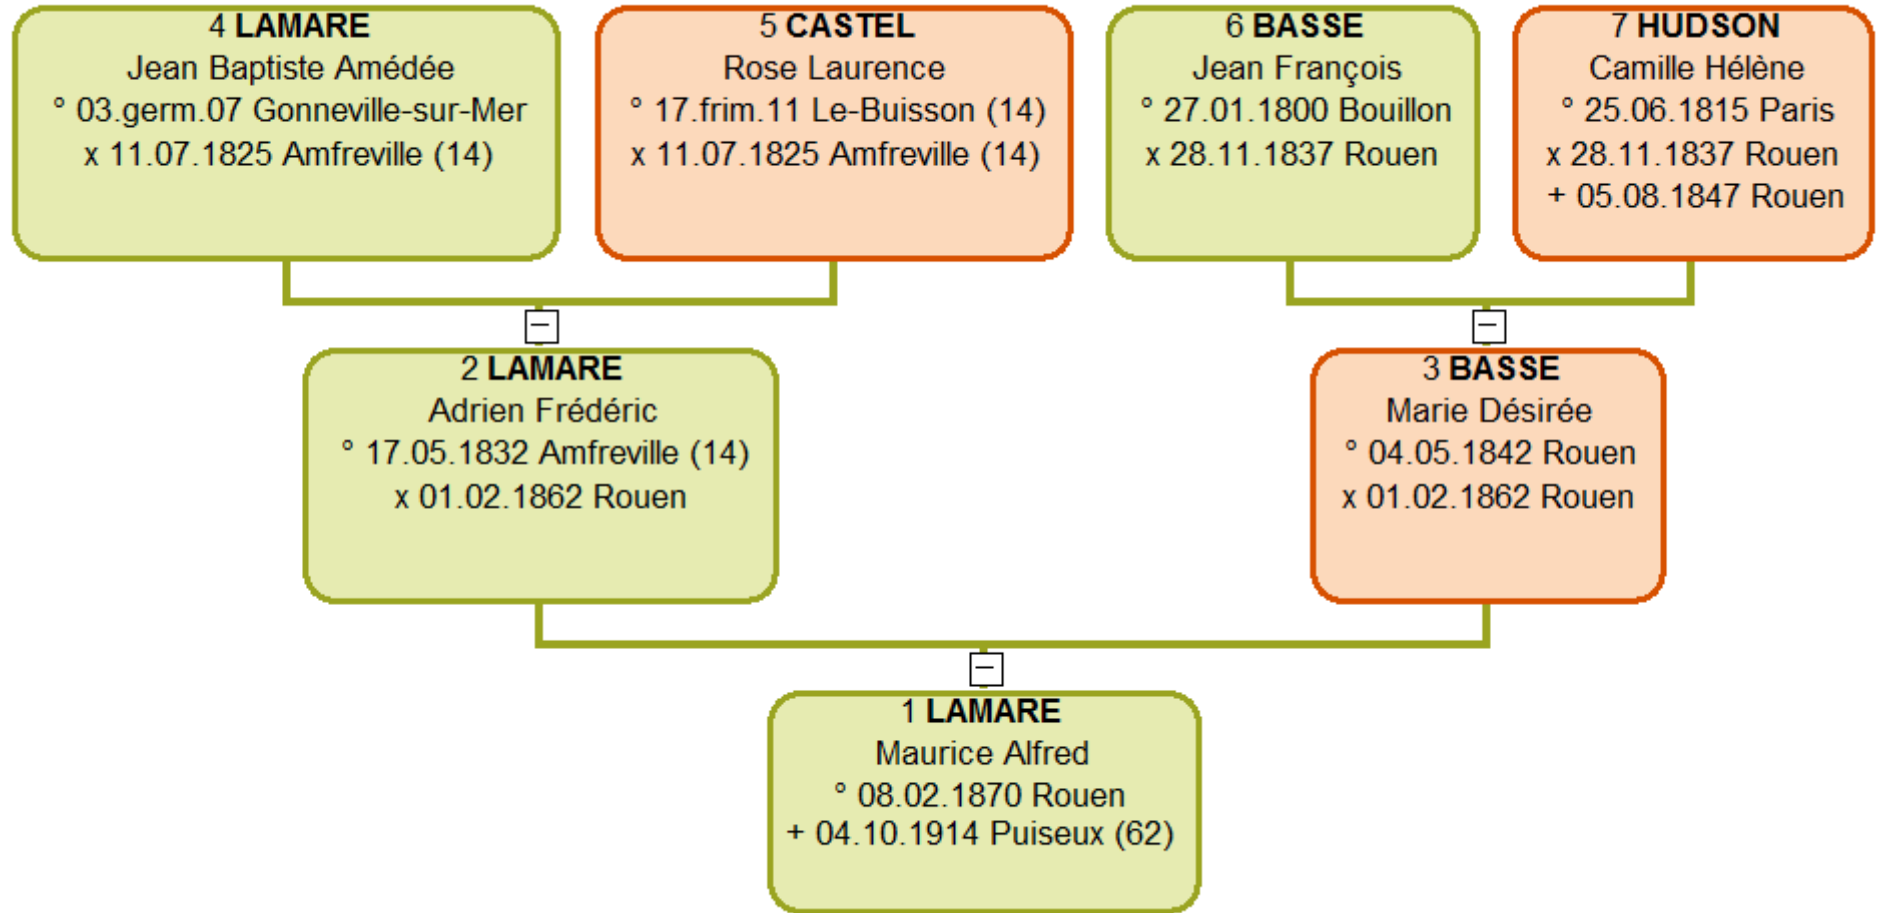 4 LAMARE
Jean Baptiste Amédée
° 03.germ.07 Gonneville-sur-Mer
x 11.07.1825 Amfreville (14)
5 CASTEL
Rose Laurence
° 17.frim.11 Le-Buisson (14)
x 11.07.1825 Amfreville (14)
6 BASSE
Jean François
° 27.01.1800 Bouillon
x 28.11.1837 Rouen
7 HUDSON
Camille Hélène
° 25.06.1815 Paris
x 28.11.1837 Rouen
+ 05.08.1847 Rouen
2 LAMARE
Adrien Frédéric
° 17.05.1832 Amfreville (14)
x 01.02.1862 Rouen
3 BASSE
Marie Désirée
° 04.05.1842 Rouen
x 01.02.1862 Rouen
1 LAMARE
Maurice Alfred
° 08.02.1870 Rouen
+ 04.10.1914 Puiseux (62)